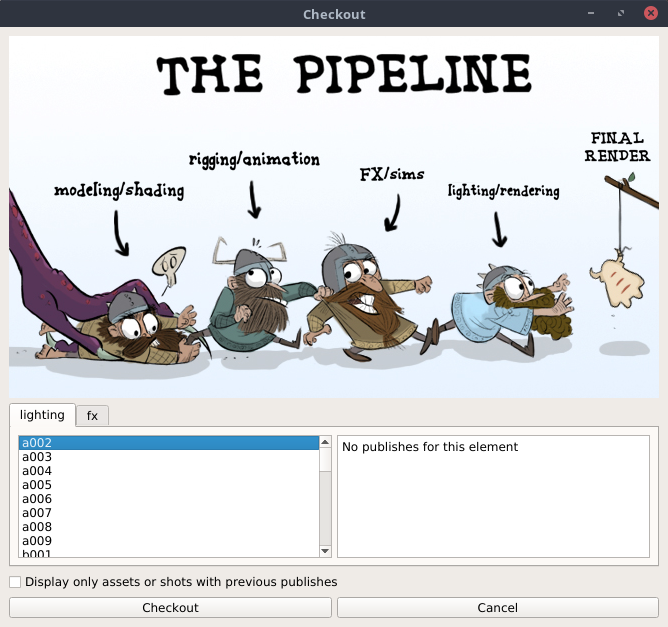 Checkout
THE PIPELINE
FINAL
RENDER
rigging/animation
FX/sims
modeling/shading
lighting/rendering
lighting
fx
a002
a003
a004
a005
a006
a007
a008
a009
b001
No publishes for this element
Display only assets or shots with previous publishes
Checkout
Cancel